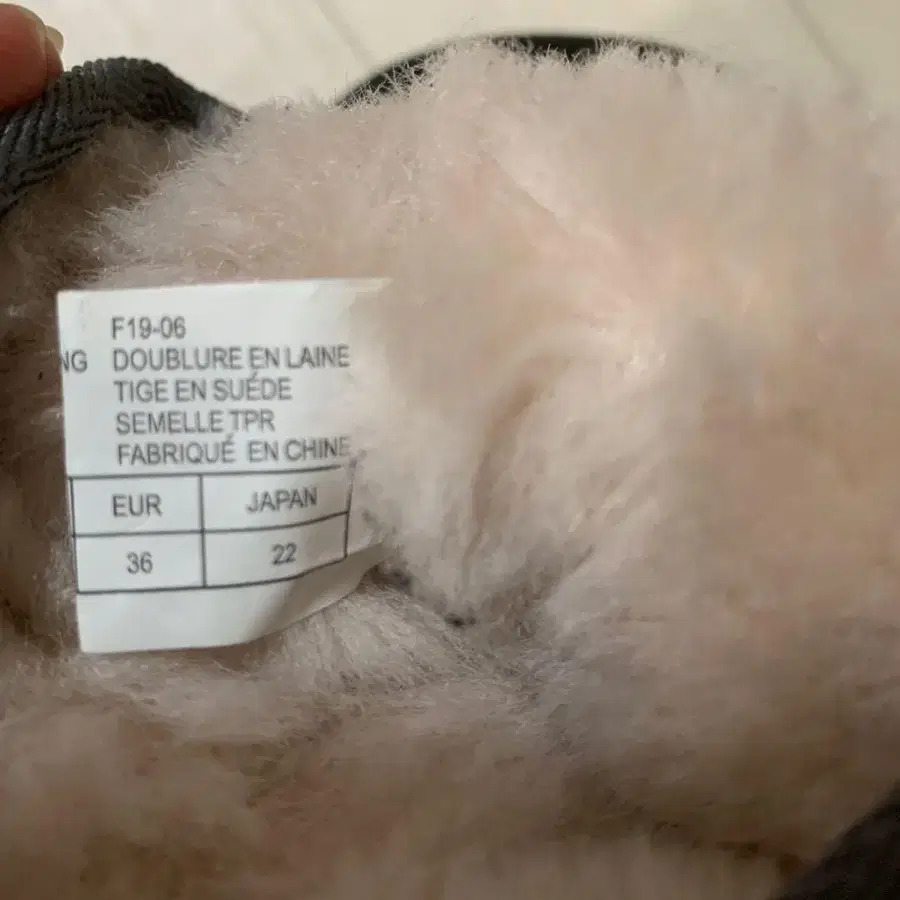 F19-06
NG DOUBLURE EN LAINE
TIGE EN SUÉDE
SEMELLE TPR
FABRIQUÉ EN CHINE
EUR JAPAN
36 22